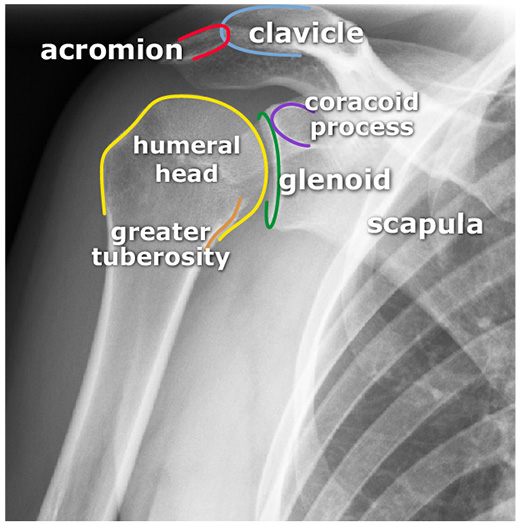 clavicle
acromion
coracoid
process
humeral
head
glenoid
scapula
greater
tuberosity